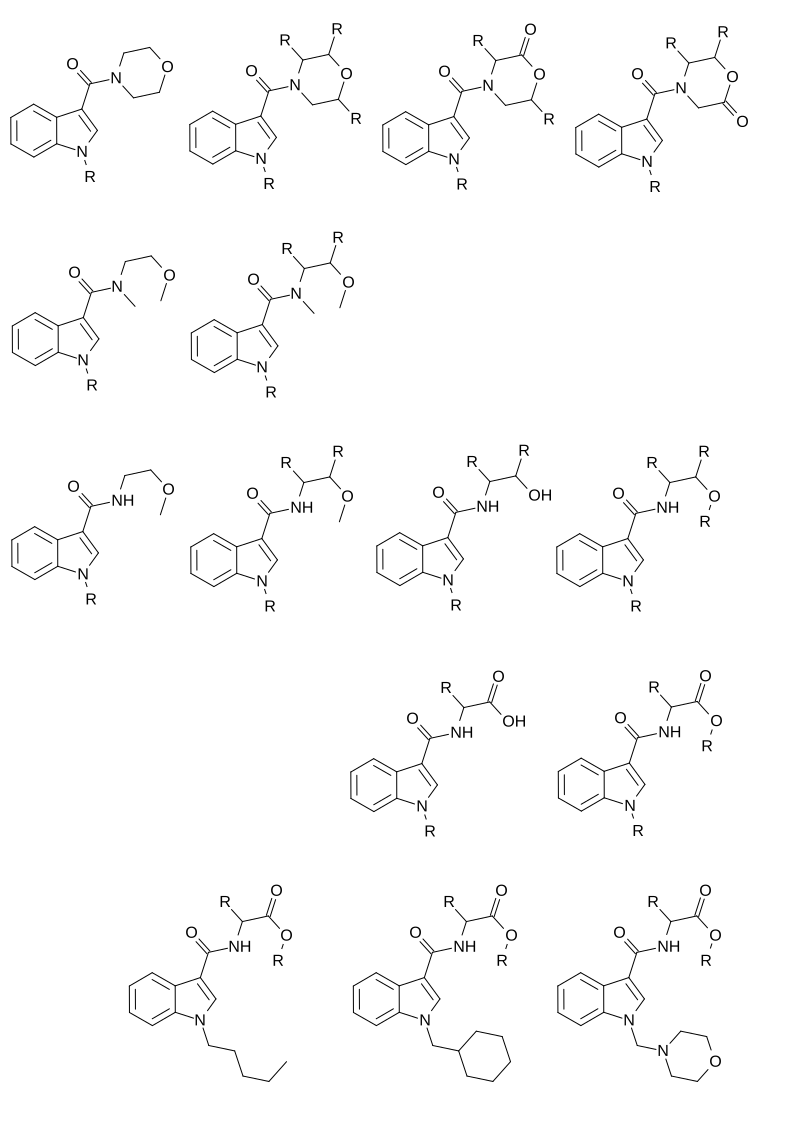 O N O N R
R R O N O R N R
R O O N O R N R
R R O N O O N R
O N O N R
R R O N O N R
O NH O N R
R R O NH O N R
R R O NH OH N R
R R O NH O R N R
R O O NH OH N R
R O O NH O R N R
R O O NH O R N
R O O NH O R N
R O O NH O R N N O